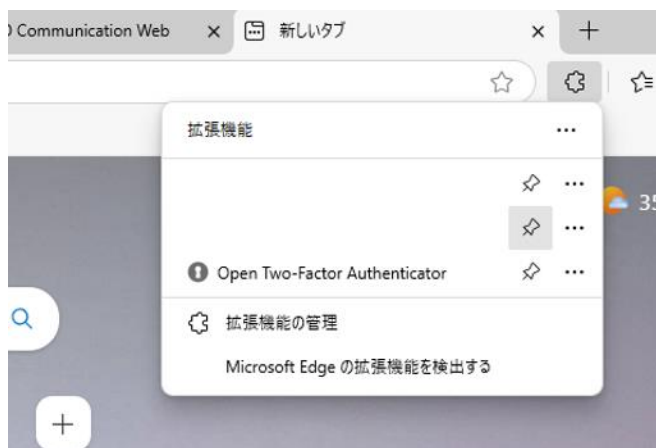 Communication Web
新しいタブ
拡張機能
Open Two-Factor Authenticator
拡張機能の管理
Microsoft Edge の拡張機能を検出する
35